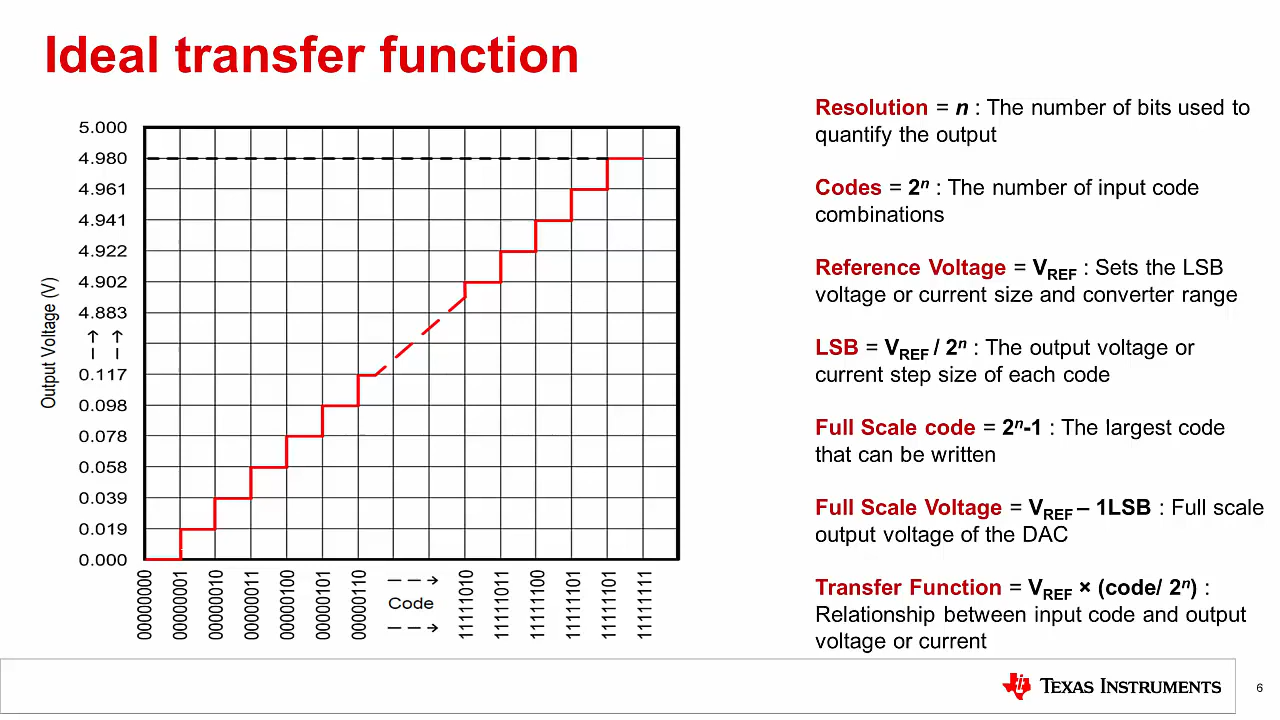 Ideal transfer function
5.000
4.980
4.961
4.941
4.922
4.902
4.883
0.117
0.098
0.078
0.058
0.039
0.019
0.000
Output Voltage (V)
00000000
00000001
00000010
00000011
00000100
00000101
00000110
Code
11111010
11111011
11111100
11111101
11111101
11111111
Resolution = n : The number of bits used to
quantify the output
Codes = 2ⁿ : The number of input code
combinations
Reference Voltage = VREF : Sets the LSB
voltage or current size and converter range
LSB = VREF / 2ⁿ : The output voltage or
current step size of each code
Full Scale code = 2ⁿ-1 : The largest code
that can be written
Full Scale Voltage = VREF – 1LSB : Full scale
output voltage of the DAC
Transfer Function = VREF × (code/ 2ⁿ) :
Relationship between input code and output
voltage or current
TEXAS INSTRUMENTS
6